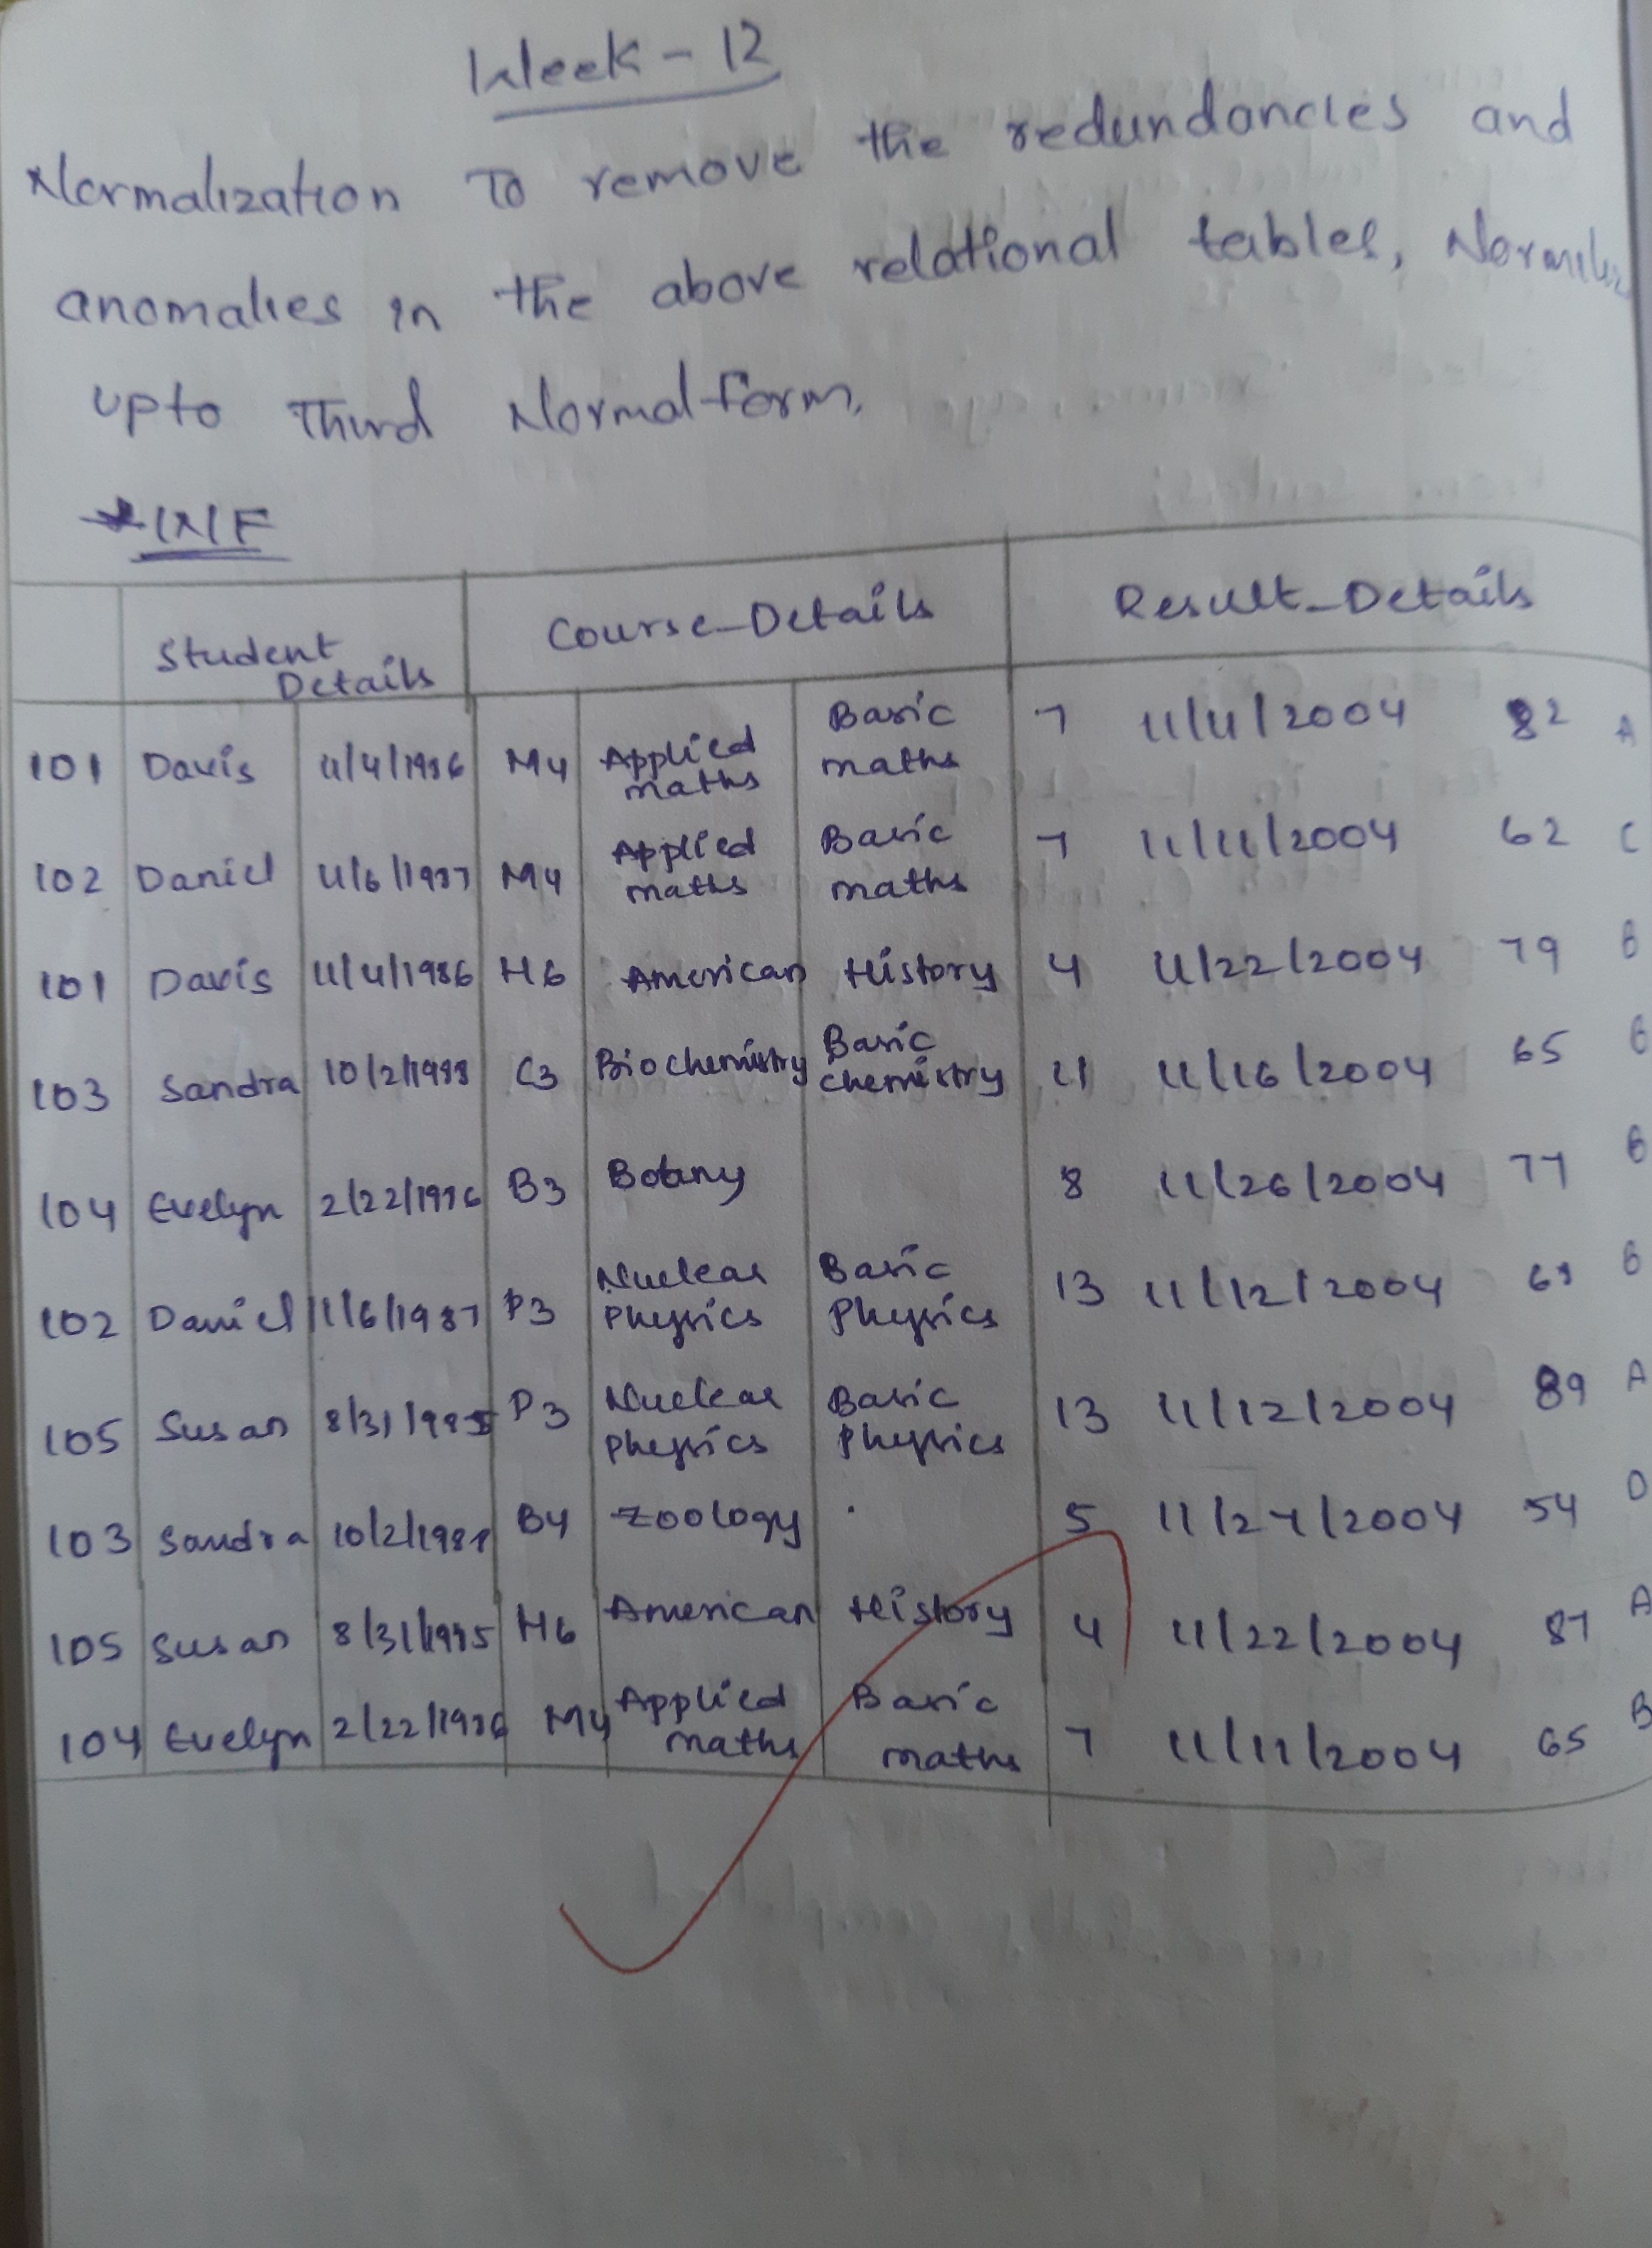 Week - 12
Normalization To remove the redundancies and
anomalies in the above relational tables,
upto Third Normal form.
*1NF
Student Details Course_Details Result_Details
101 Davis 11/4/1986 M4 Applied maths Basic maths 7 11/11/2004 82 A
102 Daniel 11/6/1987 M4 Applied maths Basic maths 7 11/11/2004 62 C
101 Davis 11/4/1986 H6 American History 4 11/22/2004 79 B
103 Sandra 10/2/1988 C3 Biochemistry Basic chemistry 11 11/16/2004 65 B
104 Evelyn 2/22/1986 B3 Botany 8 11/26/2004 77 B
102 Daniel 11/6/1987 P3 Nuclear Physics Basic Physics 13 11/12/2004 68 B
105 Susan 8/31/1985 P3 Nuclear Physics Basic Physics 13 11/12/2004 89 A
103 Sandra 10/2/1988 B4 Zoology 5 11/27/2004 54 D
105 Susan 8/31/1985 H6 American History 4 11/22/2004 87 A
104 Evelyn 2/22/1986 M4 Applied maths Basic maths 7 11/11/2004 65 B